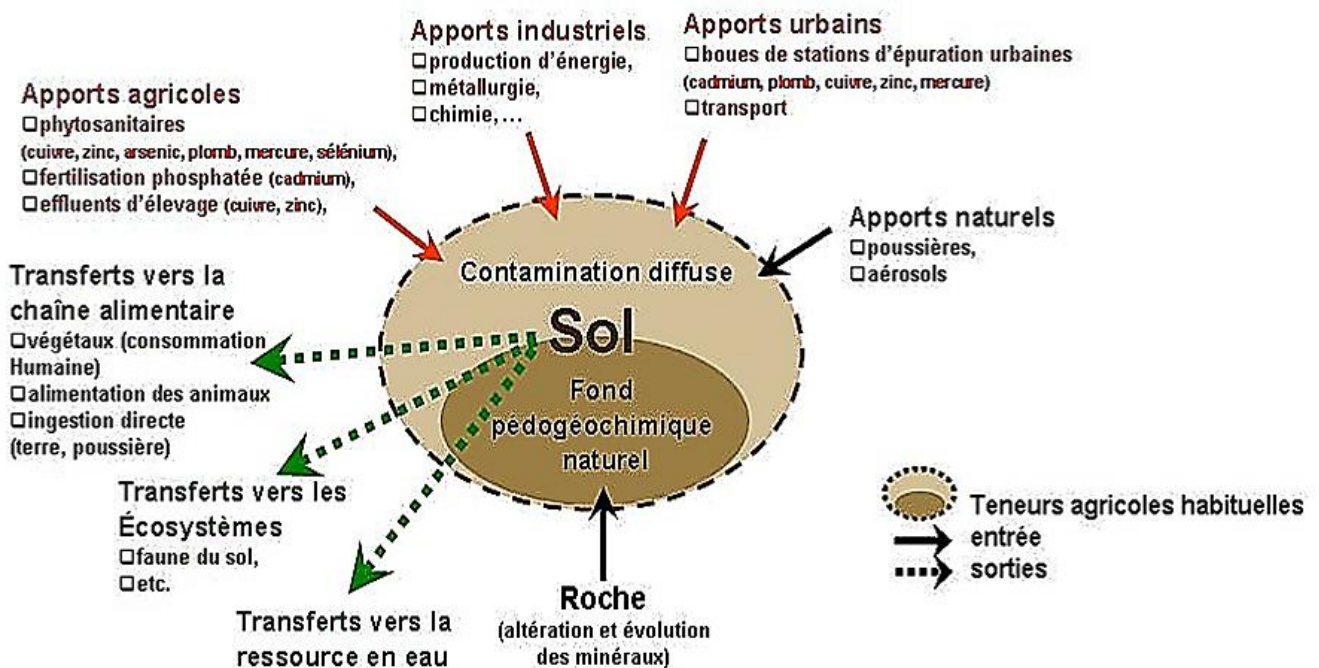 Apports industriels
❑production d'énergie,
❑métallurgie,
❑chimie,...
Apports urbains
❑boues de stations d'épuration urbaines
(cadmium, plomb, cuivre, zinc, mercure)
❑transport
Apports agricoles
❑phytosanitaires
(cuivre, zinc, arsenic, plomb, mercure, sélénium),
❑fertilisation phosphatée (cadmium),
❑effluents d'élevage (cuivre, zinc),
Apports naturels
❑poussières,
❑aérosols
Contamination diffuse
Sol
Fond
pédogéochimique
naturel
Transferts vers la
chaîne alimentaire
❑végétaux (consommation
Humaine)
❑alimentation des animaux
❑ingestion directe
(terre, poussière)
Transferts vers les
Écosystèmes
❑faune du sol,
❑etc.
Transferts vers la
ressource en eau
Roche
(altération et évolution
des minéraux)
Teneurs agricoles habituelles
entrée
sorties